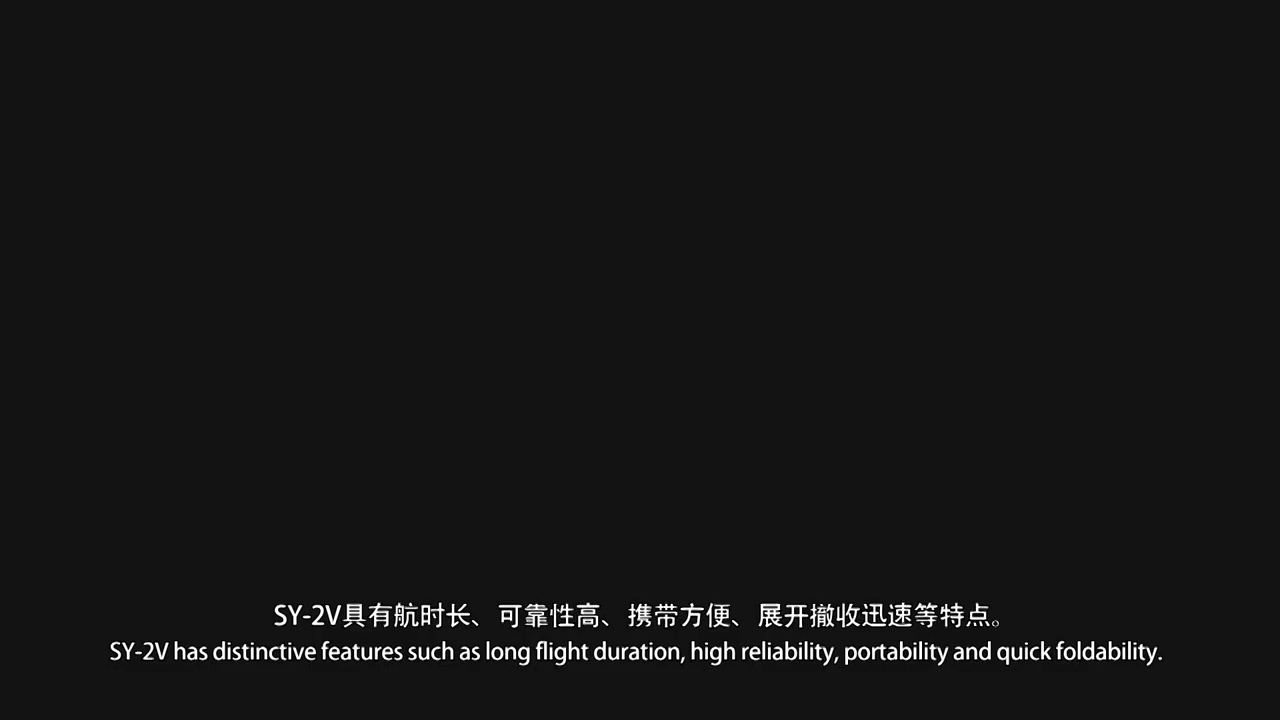 SY-2V具有航时长、可靠性高、携带方便、展开撤收迅速等特点。
SY-2V has distinctive features such as long flight duration, high reliability, portability and quick foldability.